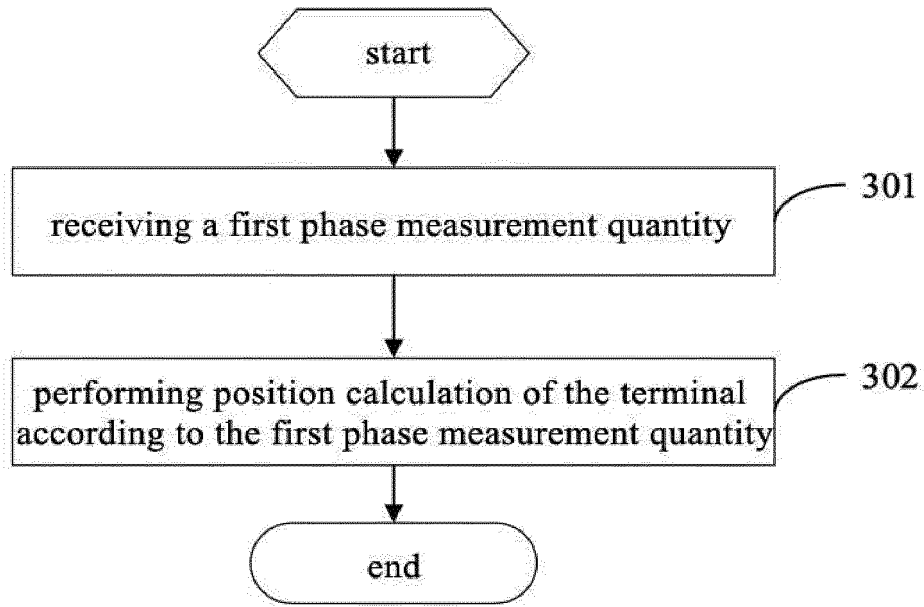 start
301
receiving a first phase measurement quantity
302
performing position calculation of the terminal
according to the first phase measurement quantity
end